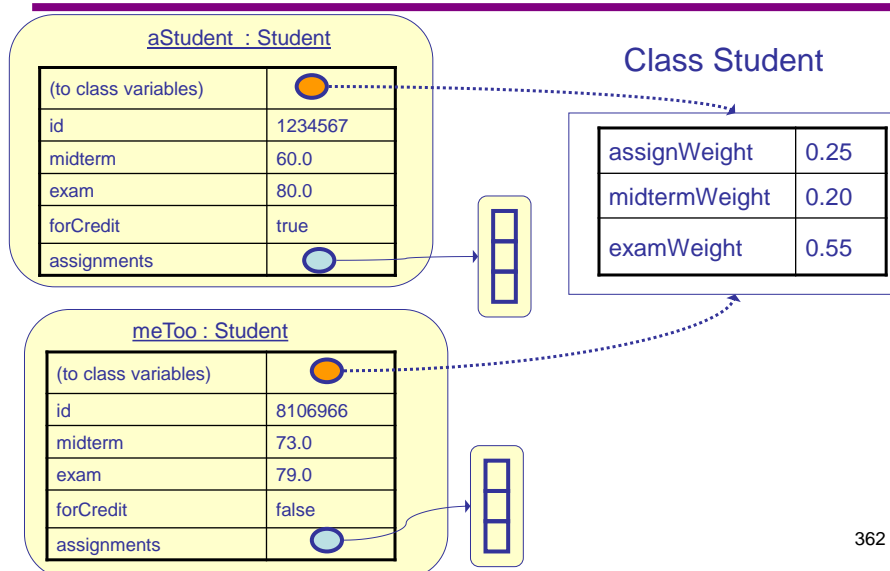 aStudent : Student
(to class variables)
id 1234567
midterm 60.0
exam 80.0
forCredit true
assignments
Class Student
assignWeight 0.25
midtermWeight 0.20
examWeight 0.55
meToo : Student
(to class variables)
id 8106966
midterm 73.0
exam 79.0
forCredit false
assignments
362